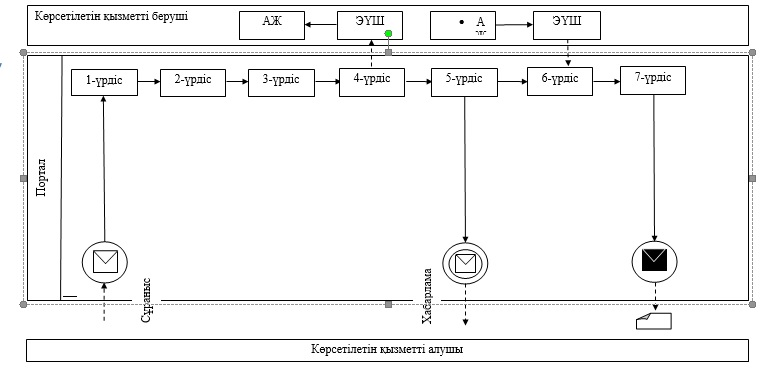 Көрсетілетін қызметті беруші
АЖ
ЭҮШ
• А
ЭҮШ
1-үрдіс
2-үрдіс
3-үрдіс
4-үрдіс
5-үрдіс
6-үрдіс
7-үрдіс
Портал
Сұраныс
Хабарлама
Көрсетілетін қызметті алушы